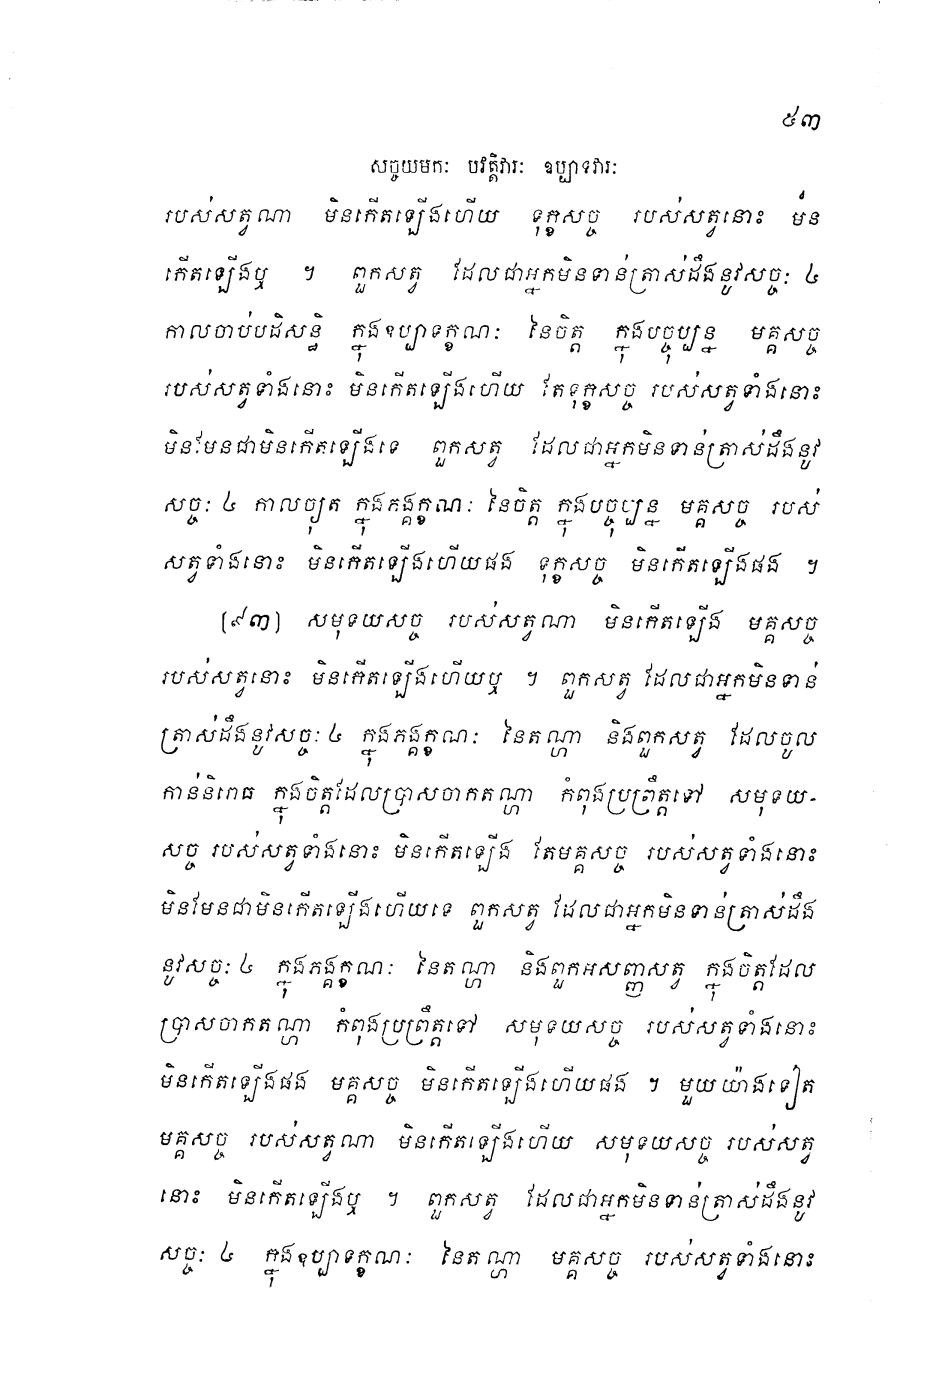 ៥៣
សច្ចយមកៈ បវត្តិវារៈ ឧប្បាទវារៈ
របស់សត្វណា មិនកើតឡើងហើយ ទុក្ខសច្ច របស់សត្វនោះ មិន
កើតឡើងឬ ។ ពួកសត្វ ដែលជាអ្នកមិនទាន់ត្រាស់ដឹងនូវសច្ចៈ ៤
កាលចាប់បដិសន្ធិ ក្នុងឧប្បាទក្ខណៈ នៃចិត្ត ក្នុងបច្ចុប្បន្ន មគ្គសច្ច
របស់សត្វទាំងនោះ មិនកើតឡើងហើយ តែទុក្ខសច្ច របស់សត្វទាំងនោះ
មិនមែនជាមិនកើតឡើងទេ ពួកសត្វ ដែលជាអ្នកមិនទាន់ត្រាស់ដឹងនូវ
សច្ចៈ ៤ កាលច្យុត ក្នុងភង្គក្ខណៈ នៃចិត្ត ក្នុងបច្ចុប្បន្ន មគ្គសច្ច របស់
សត្វទាំងនោះ មិនកើតឡើងហើយផង ទុក្ខសច្ច មិនកើតឡើងផង ។
(៩៣) សមុទយសច្ច របស់សត្វណា មិនកើតឡើង មគ្គសច្ច
របស់សត្វនោះ មិនកើតឡើងហើយឬ ។ ពួកសត្វ ដែលជាអ្នកមិនទាន់
ត្រាស់ដឹងនូវសច្ចៈ ៤ ក្នុងភង្គក្ខណៈ នៃតណ្ហា និងពួកសត្វ ដែលចូល
កាន់និរោធ ក្នុងចិត្តដែលប្រាសចាកតណ្ហា កំពុងប្រព្រឹត្តទៅ សមុទយ-
សច្ច របស់សត្វទាំងនោះ មិនកើតឡើង តែមគ្គសច្ច របស់សត្វទាំងនោះ
មិនមែនជាមិនកើតឡើងហើយទេ ពួកសត្វ ដែលជាអ្នកមិនទាន់ត្រាស់ដឹង
នូវសច្ចៈ ៤ ក្នុងភង្គក្ខណៈ នៃតណ្ហា និងពួកអសញ្ញសត្វ ក្នុងចិត្តដែល
ប្រាសចាកតណ្ហា កំពុងប្រព្រឹត្តទៅ សមុទយសច្ច របស់សត្វទាំងនោះ
មិនកើតឡើងផង មគ្គសច្ច មិនកើតឡើងហើយផង ។ មួយយ៉ាងទៀត
មគ្គសច្ច របស់សត្វណា មិនកើតឡើងហើយ សមុទយសច្ច របស់សត្វ
នោះ មិនកើតឡើងឬ ។ ពួកសត្វ ដែលជាអ្នកមិនទាន់ត្រាស់ដឹងនូវ
សច្ចៈ ៤ ក្នុងឧប្បាទក្ខណៈ នៃតណ្ហា មគ្គសច្ច របស់សត្វទាំងនោះ